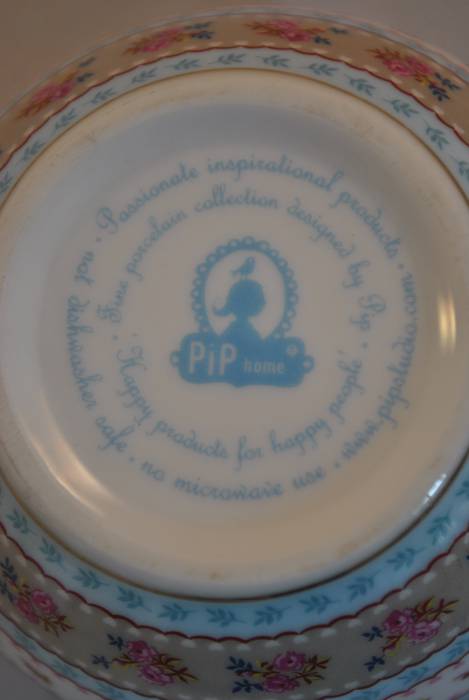 Passionate inspirational products • www.pipstudio.com • no microwave use • not dishwasher safe •
Fine porcelain collection designed by Pip •
'Happy products for happy people'
PiP home